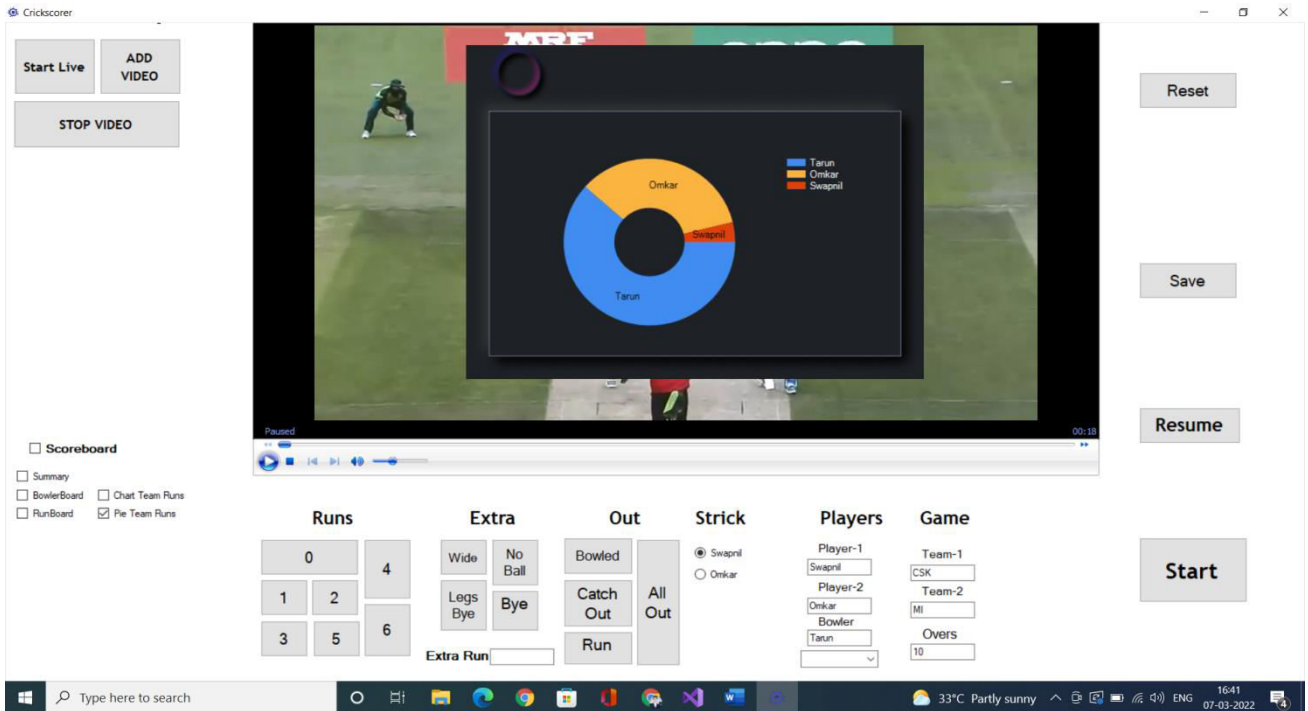 Crickscorer
Start Live
ADD VIDEO
STOP VIDEO
MRF
Tarun
Omkar
Swapnil
Omkar
Swapnil
Tarun
Reset
Save
Resume
Start
Paused
00:18
Scoreboard
Summary
BowlerBoard
Chart Team Runs
RunBoard
Pie Team Runs
Runs
0
4
1
2
3
5
6
Extra
Wide
No Ball
Legs Bye
Bye
Extra Run
Out
Bowled
Catch Out
Run
All Out
Strick
Swapnil
Omkar
Players
Player-1
Swapnil
Player-2
Omkar
Bowler
Tarun
Game
Team-1
CSK
Team-2
MI
Overs
10
Type here to search
33°C Partly sunny
ENG
16:41
07-03-2022
4